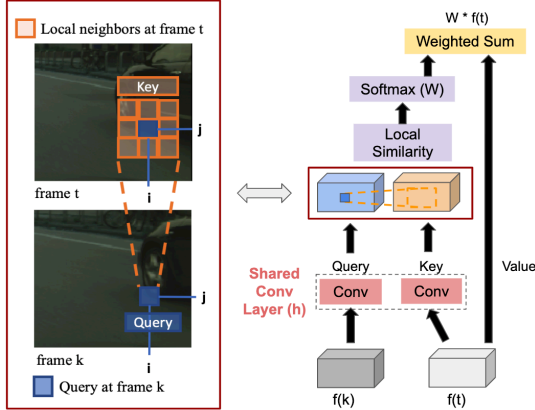 Local neighbors at frame t
Key
j
i
frame t
j
Query
i
frame k
Query at frame k
W * f(t)
Weighted Sum
Softmax (W)
Local
Similarity
Query
Key
Value
Shared
Conv
Layer (h)
Conv
Conv
f(k)
f(t)